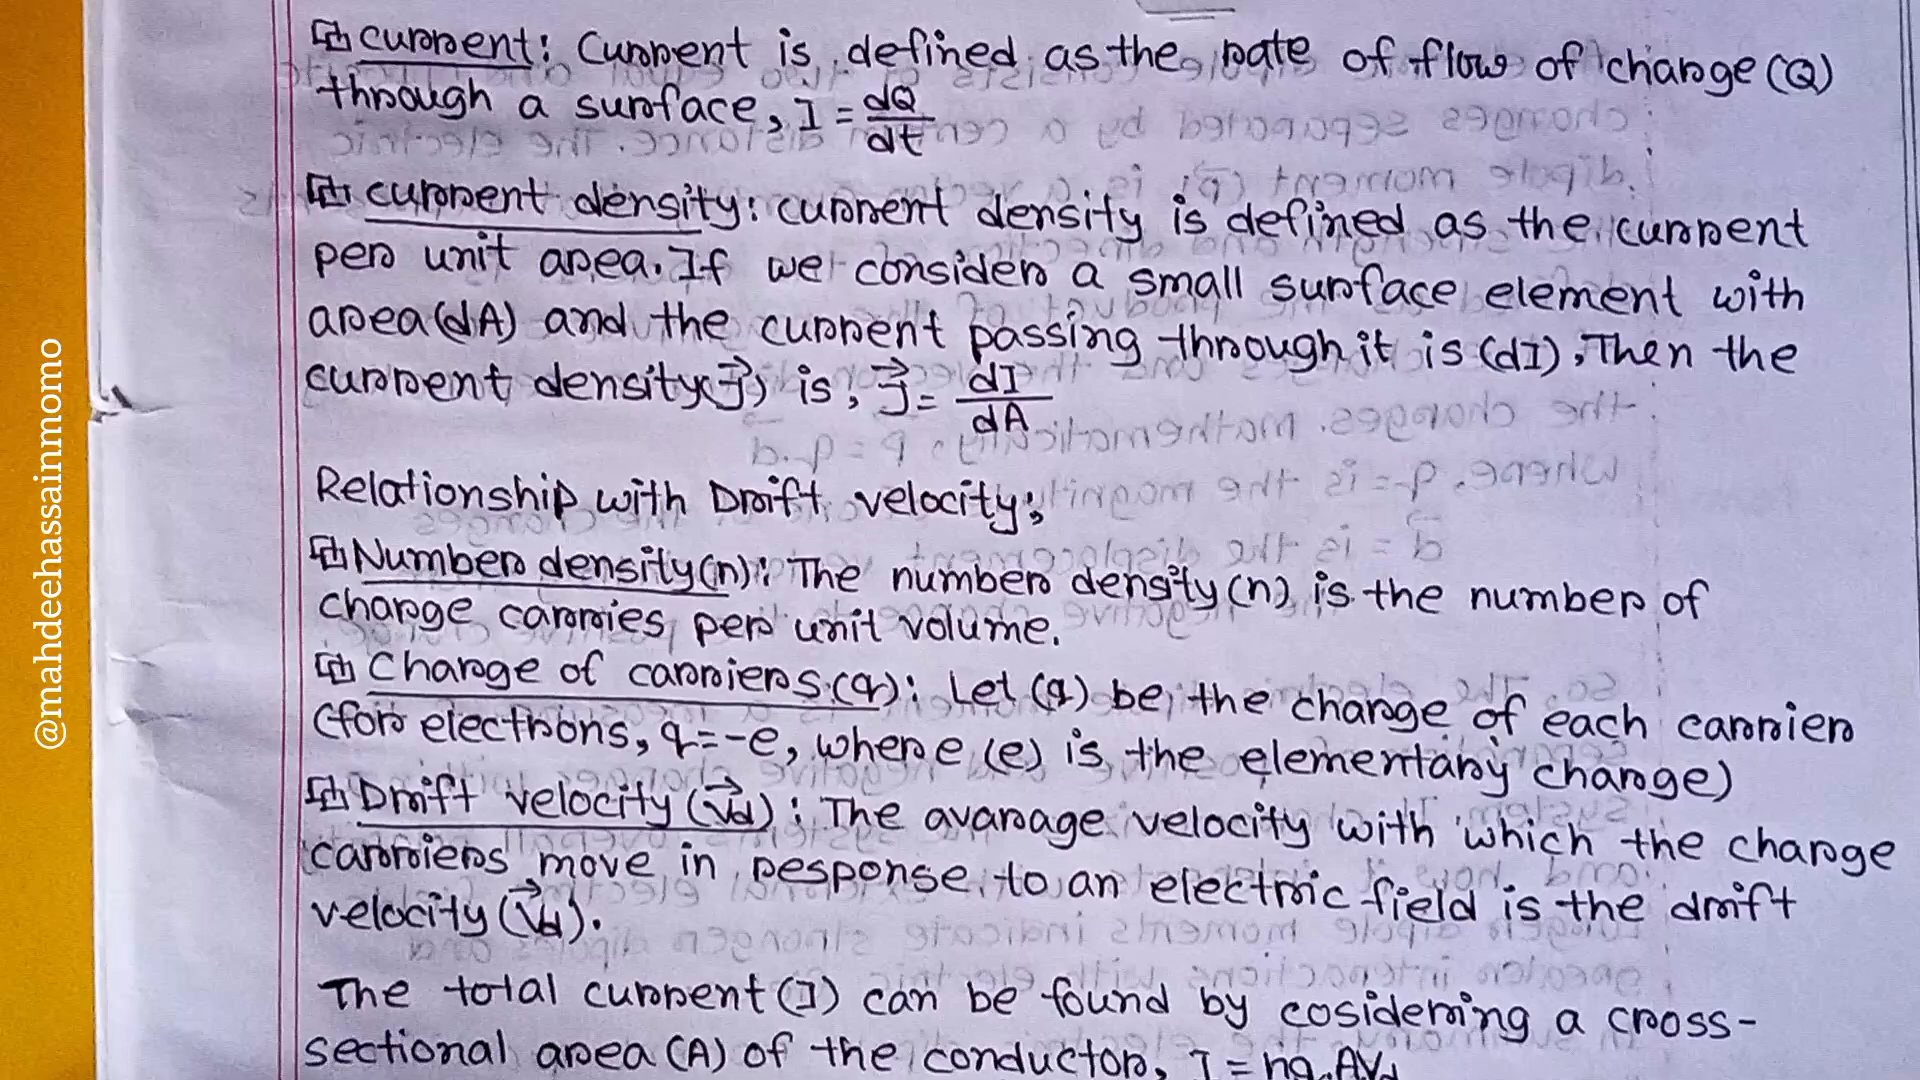 current: Current is defined as the rate of flow of charge (Q)
through a surface, I = dQ/dt
current density: current density is defined as the current
per unit area. If we consider a small surface element with
area (dA) and the current passing through it is (dI), Then the
current density (J⃗) is, J⃗ = dI/dA
Relationship with Drift velocity:
Number density (n): The number density (n) is the number of
charge carries per unit volume.
Charge of carriers (q): Let (q) be the charge of each carrier
(for electrons, q = -e, where (e) is the elementary charge)
Drift velocity (V⃗d): The avarage velocity with which the charge
carriers move in response to an electric field is the drift
velocity (V⃗d).
The total current (I) can be found by cosidering a cross-
sectional area (A) of the conductor, I = nq.AVd
@mahdeehassainmomo